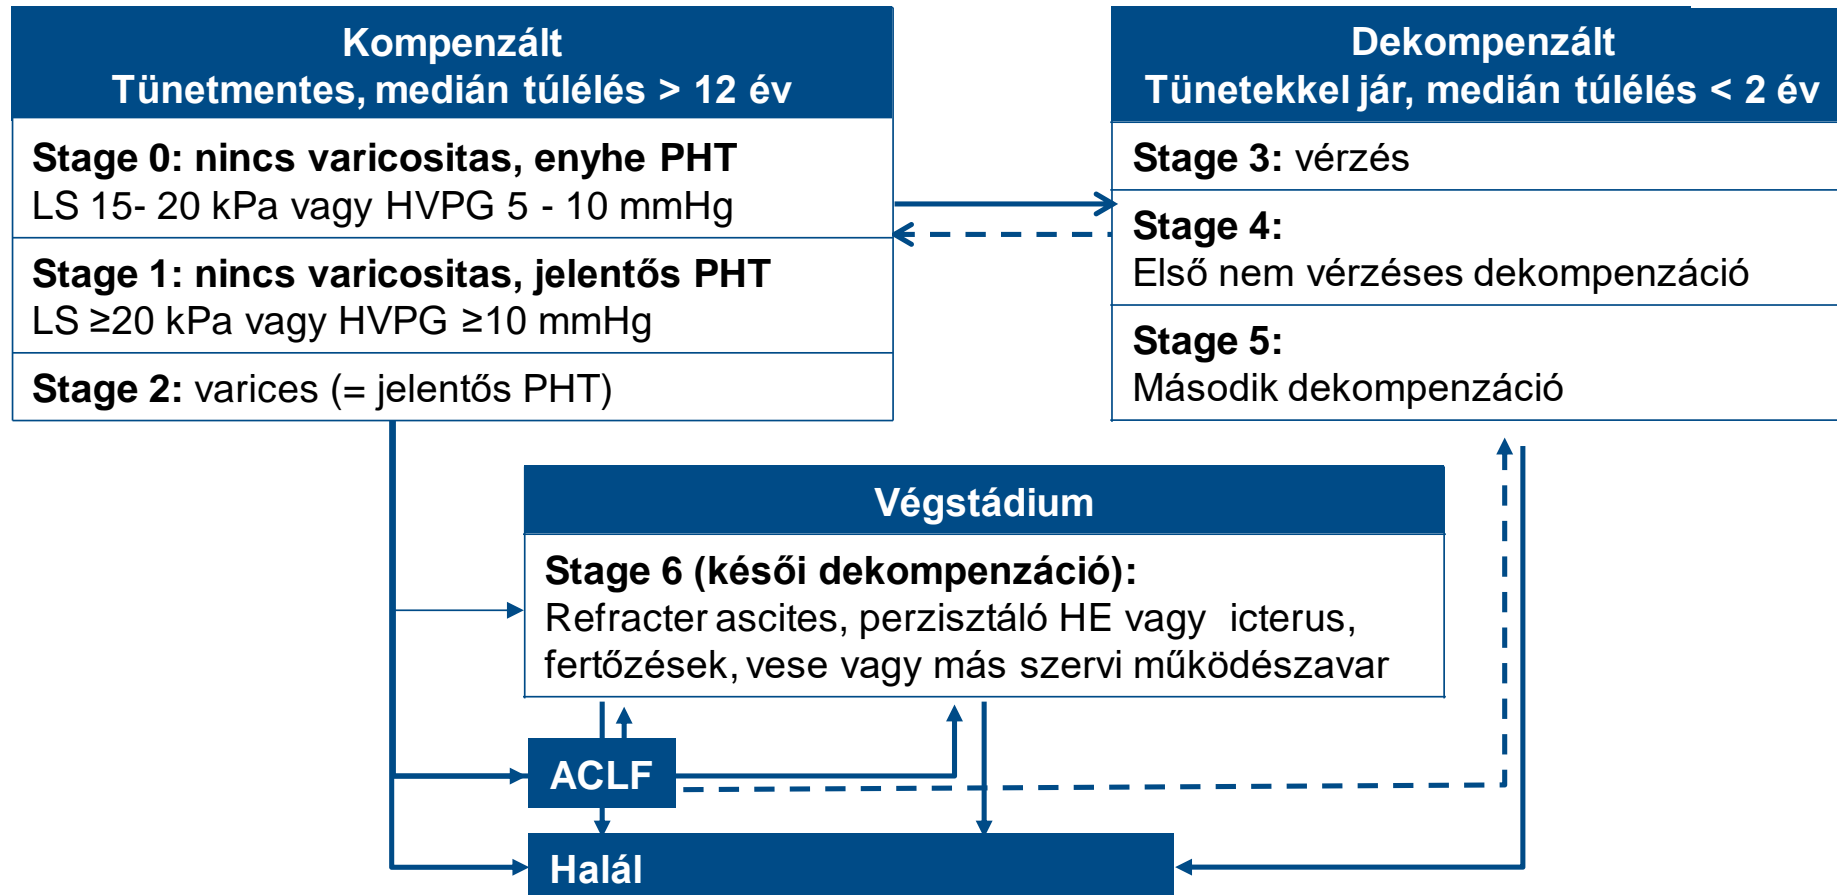 Kompenzált
Tünetmentes, medián túlélés > 12 év
Stage 0: nincs varicositas, enyhe PHT
LS 15- 20 kPa vagy HVPG 5 - 10 mmHg
Stage 1: nincs varicositas, jelentős PHT
LS ≥20 kPa vagy HVPG ≥10 mmHg
Stage 2: varices (= jelentős PHT)
Dekompenzált
Tünetekkel jár, medián túlélés < 2 év
Stage 3: vérzés
Stage 4:
Első nem vérzéses dekompenzáció
Stage 5:
Második dekompenzáció
Végstádium
Stage 6 (késői dekompenzáció):
Refracter ascites, perzisztáló HE vagy icterus,
fertőzések, vese vagy más szervi működészavar
ACLF
Halál